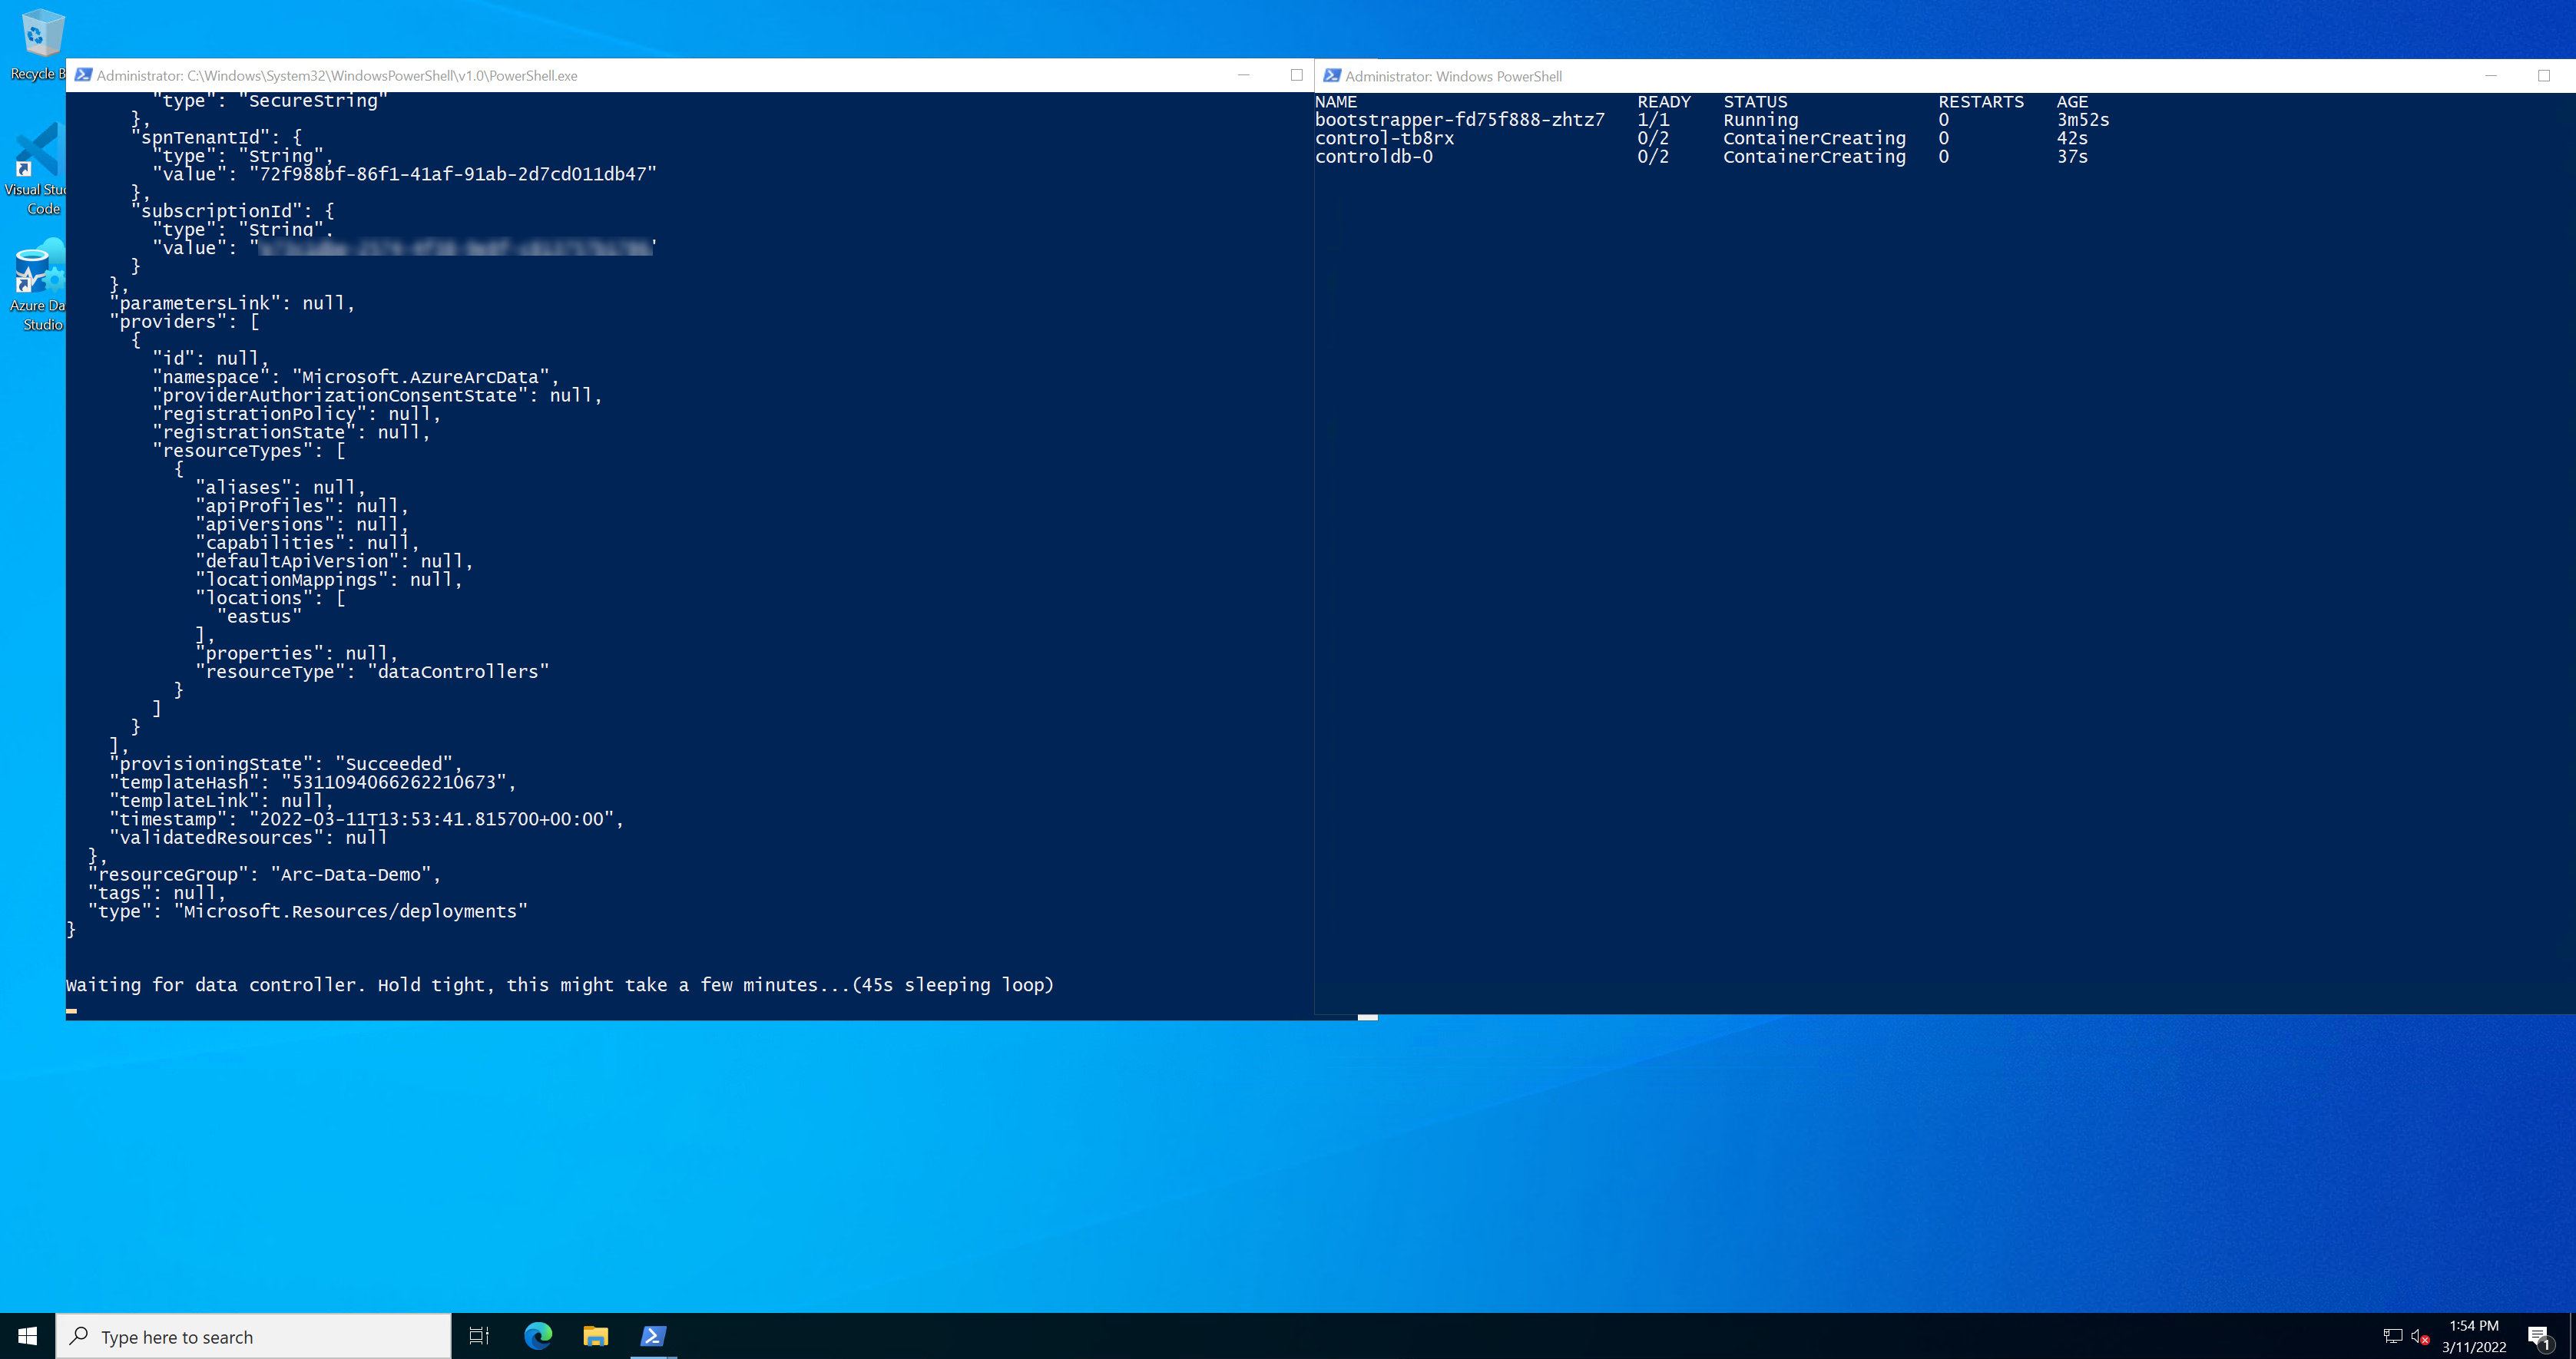 Recycle B
Visual Stud
Code
Azure Da
Studio
Administrator: C:\Windows\System32\WindowsPowerShell\v1.0\PowerShell.exe
"type": "SecureString"
},
"spnTenantId": {
"type": "String",
"value": "72f988bf-86f1-41af-91ab-2d7cd011db47"
},
"subscriptionId": {
"type": "String",
"value": "
}
},
"parametersLink": null,
"providers": [
{
"id": null,
"namespace": "Microsoft.AzureArcData",
"providerAuthorizationConsentState": null,
"registrationPolicy": null,
"registrationState": null,
"resourceTypes": [
{
"aliases": null,
"apiProfiles": null,
"apiVersions": null,
"capabilities": null,
"defaultApiVersion": null,
"locationMappings": null,
"locations": [
"eastus"
],
"properties": null,
"resourceType": "dataControllers"
}
]
}
],
"provisioningState": "Succeeded",
"templateHash": "5311094066262210673",
"templateLink": null,
"timestamp": "2022-03-11T13:53:41.815700+00:00",
"validatedResources": null
},
"resourceGroup": "Arc-Data-Demo",
"tags": null,
"type": "Microsoft.Resources/deployments"
}
Waiting for data controller. Hold tight, this might take a few minutes...(45s sleeping loop)
Administrator: Windows PowerShell
NAME READY STATUS RESTARTS AGE
bootstrapper-fd75f888-zhtz7 1/1 Running 0 3m52s
control-tb8rx 0/2 ContainerCreating 0 42s
controldb-0 0/2 ContainerCreating 0 37s
Type here to search
1:54 PM
3/11/2022
1